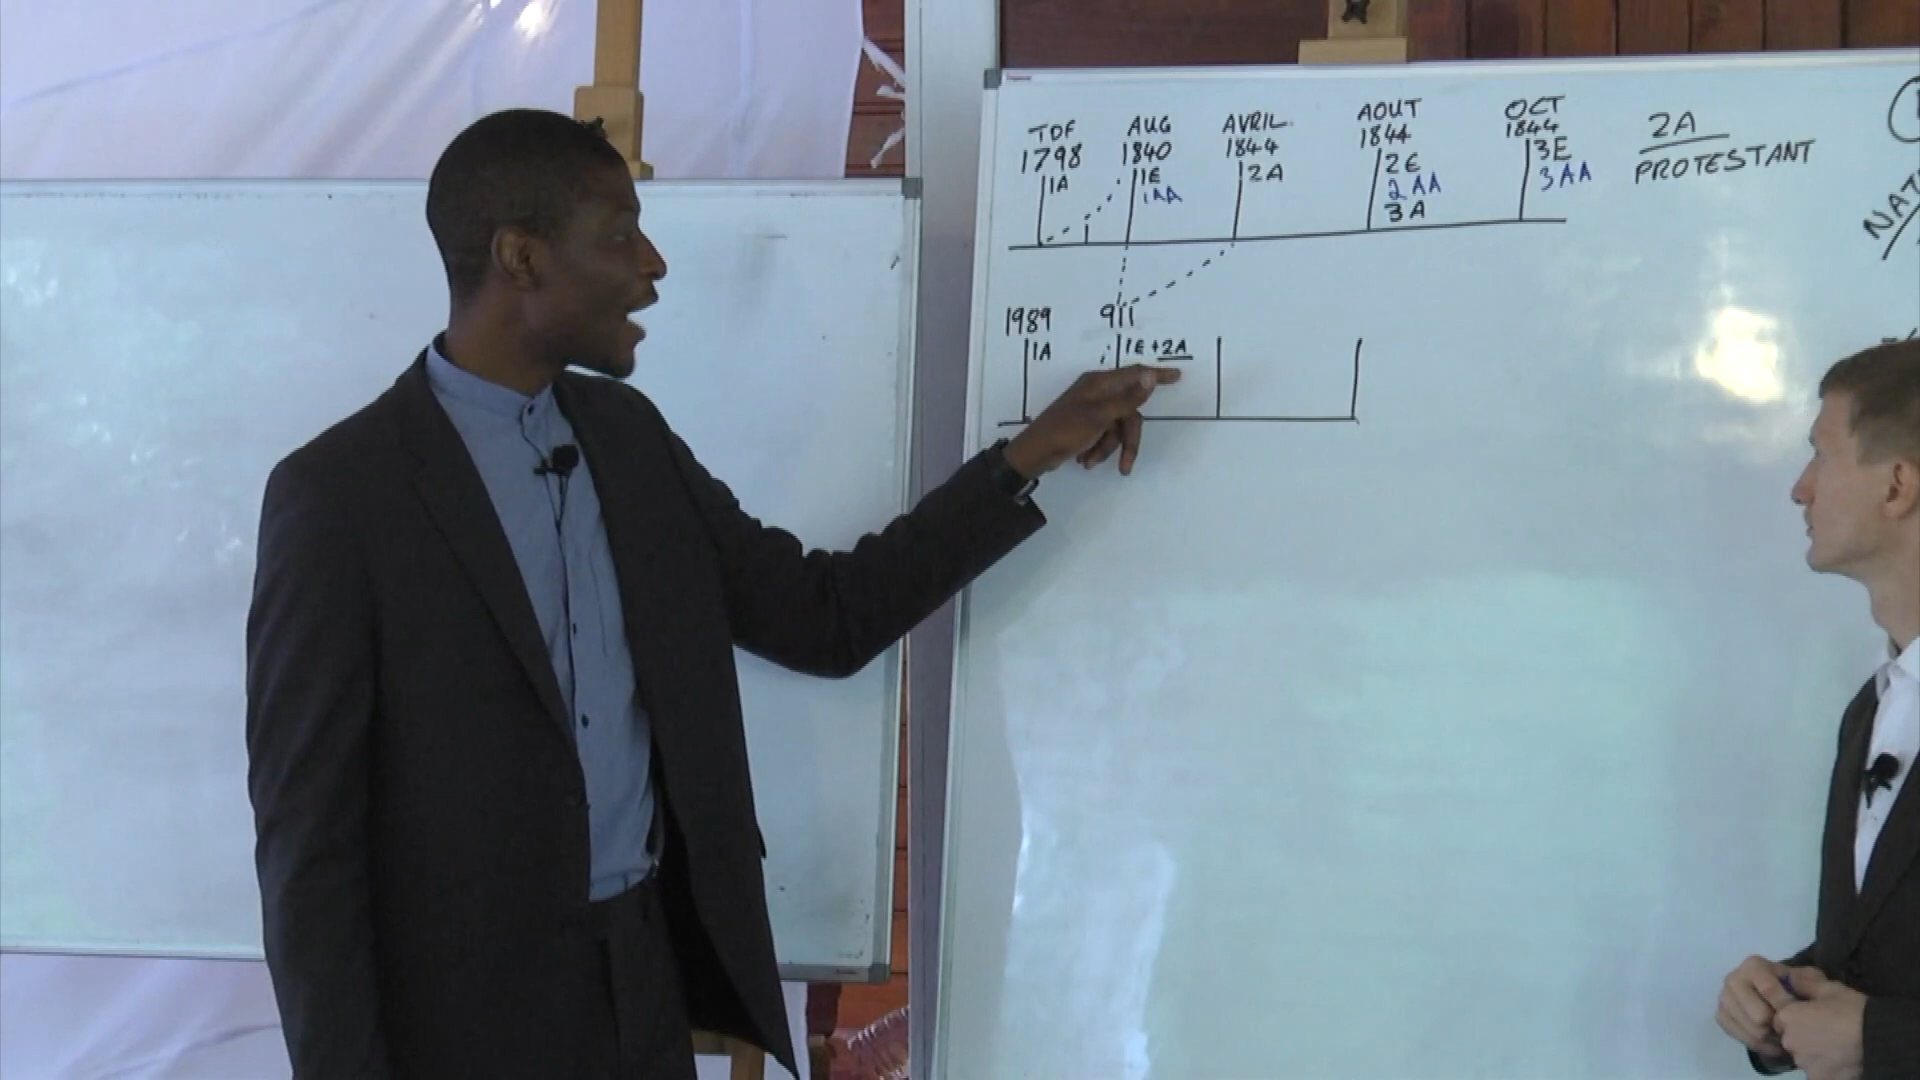 TDF
1798
1A
AUG
1840
1E
1AA
AVRIL
1844
2A
AOUT
1844
2E
2AA
3A
OCT
1844
3E
3AA
2A
PROTESTANT
NAT
1989
1A
911
1E + 2A